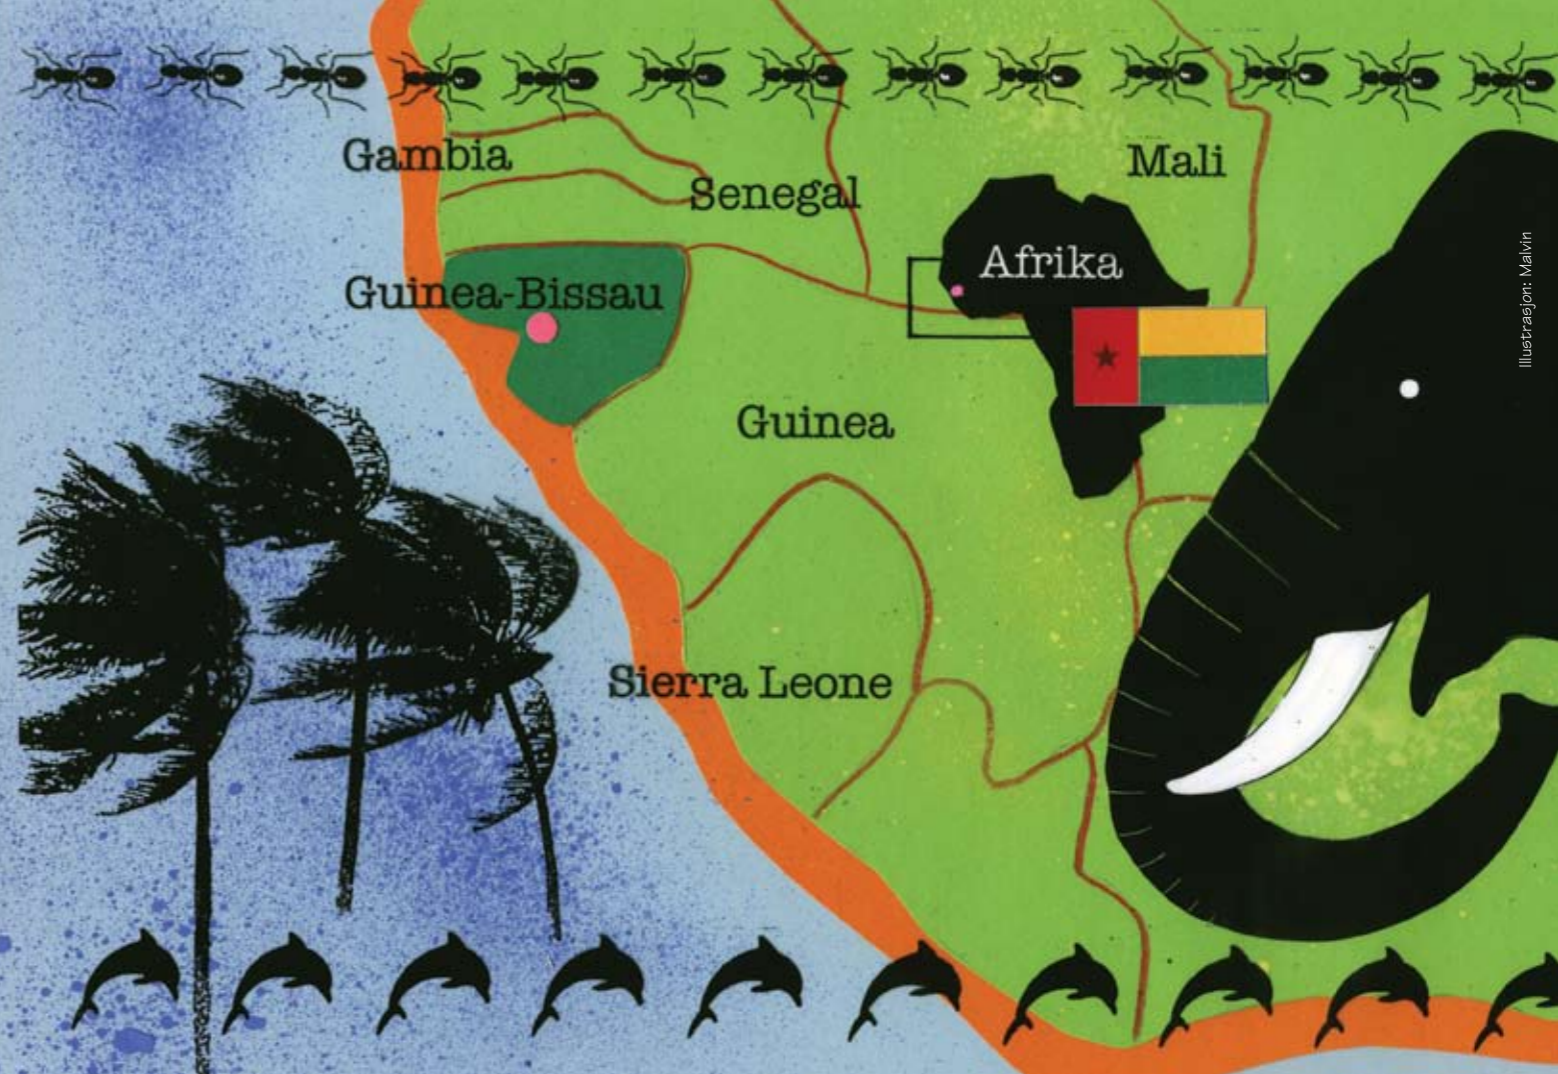 Gambia
Senegal
Mali
Afrika
Guinea-Bissau
Guinea
Sierra Leone
Illustrasjon: Malvin